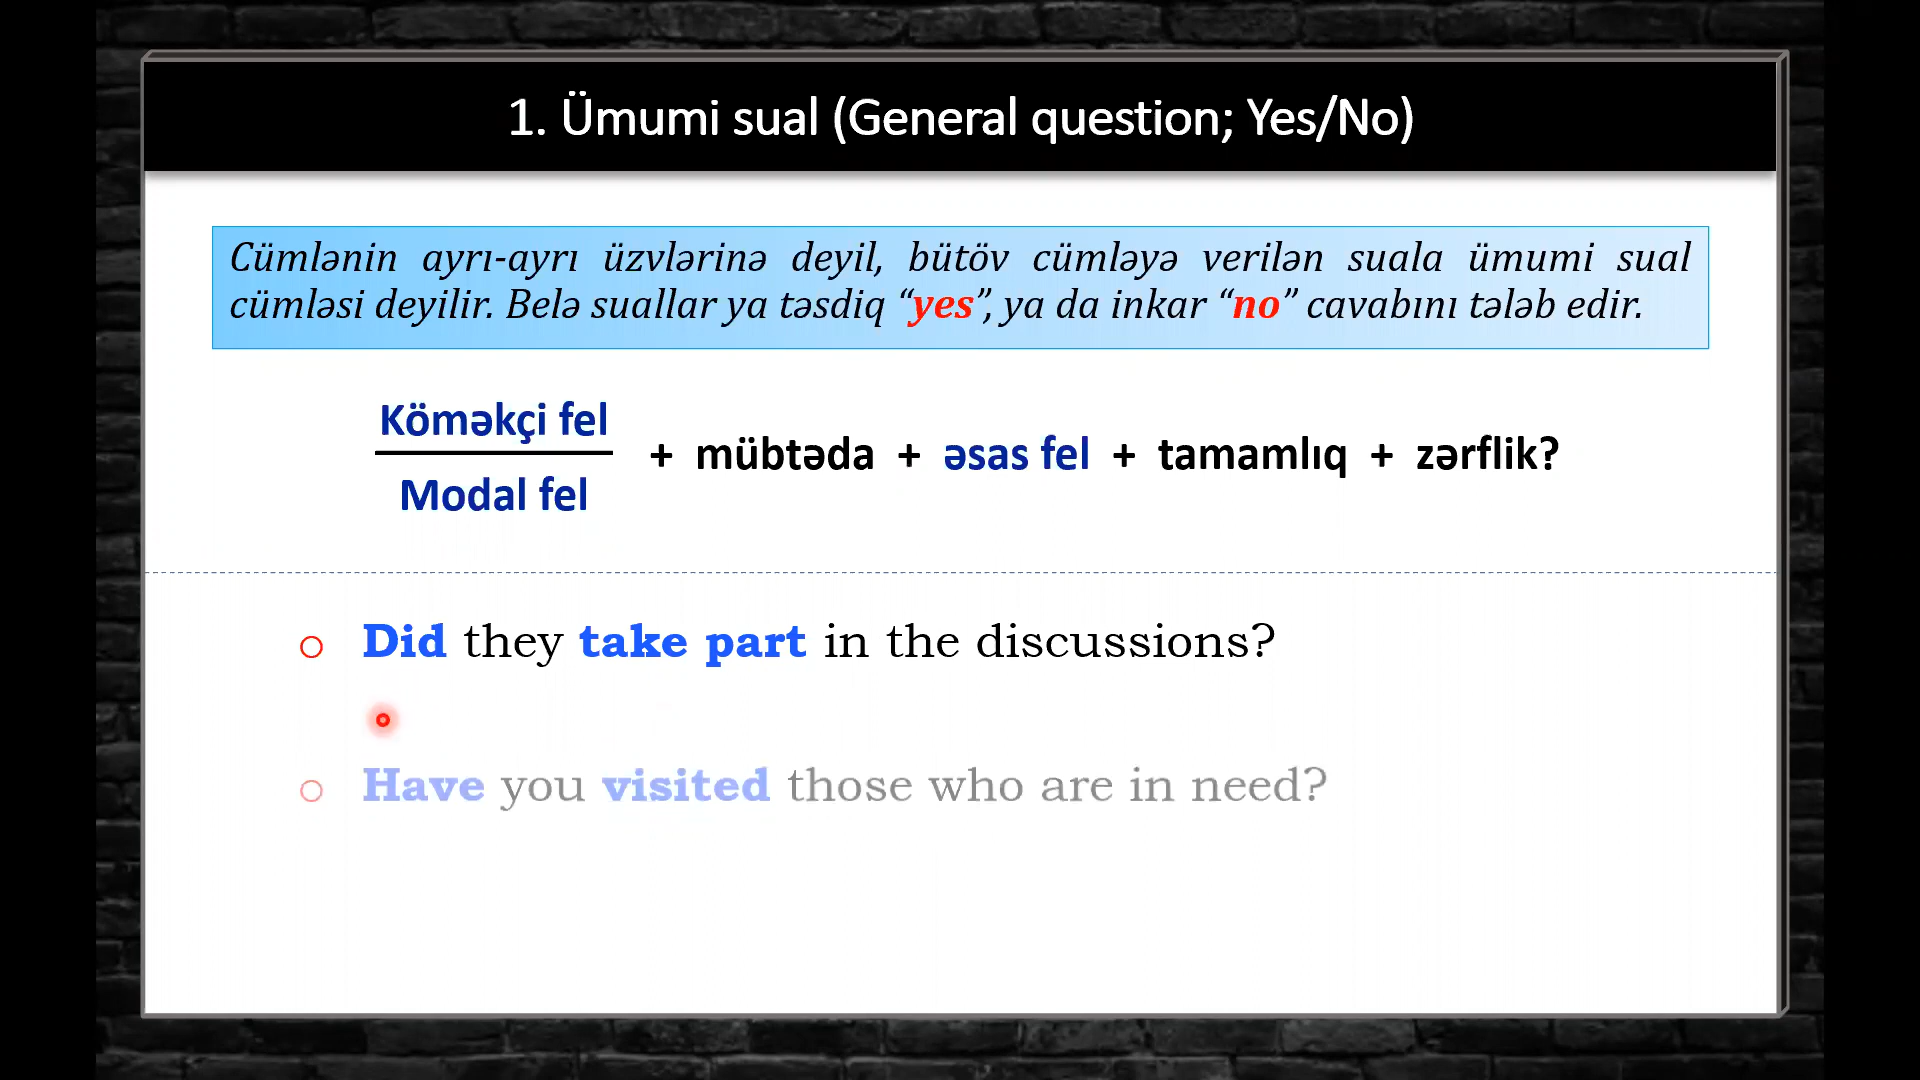 1. Ümumi sual (General question; Yes/No)
Cümlənin ayrı-ayrı üzvlərinə deyil, bütöv cümləyə verilən suala ümumi sual
cümləsi deyilir. Belə suallar ya təsdiq “yes”, ya da inkar “no” cavabını tələb edir.
Köməkçi fel
Modal fel
+ mübtəda + əsas fel + tamamlıq + zərflik?
Did they take part in the discussions?
Have you visited those who are in need?